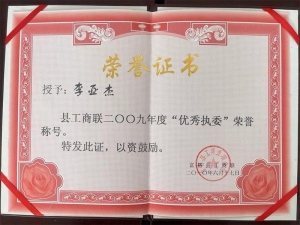 荣誉证书
授予：李亚杰
县工商联二〇〇九年度“优秀执委”荣誉
称号。
特发此证，以资鼓励。